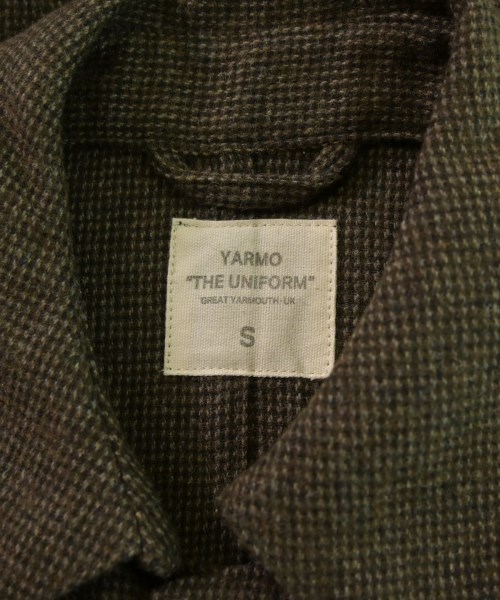 YARMO
"THE UNIFORM"
GREAT YARMOUTH·UK
S